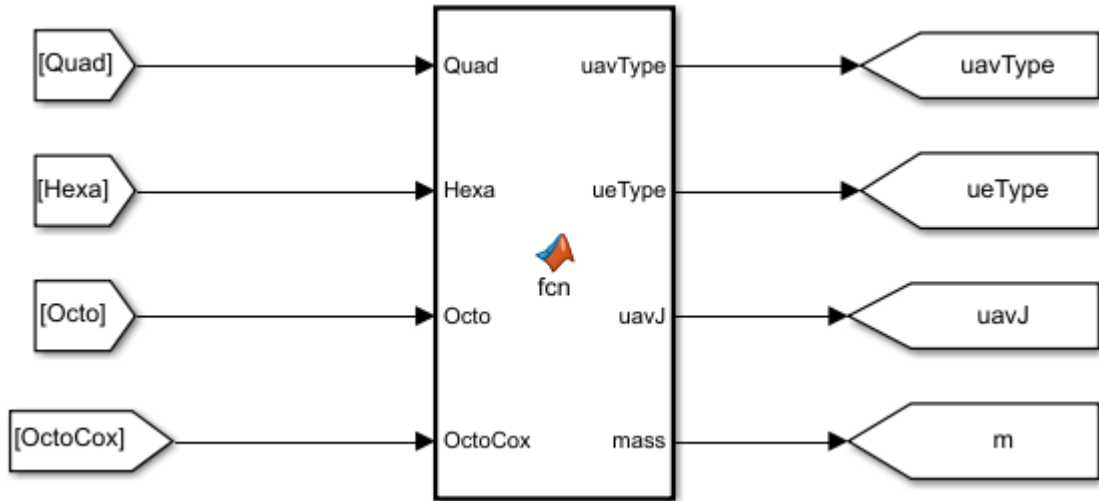 [Quad]
Quad
uavType
uavType
[Hexa]
Hexa
ueType
ueType
fcn
[Octo]
Octo
uavJ
uavJ
[OctoCox]
OctoCox
mass
m